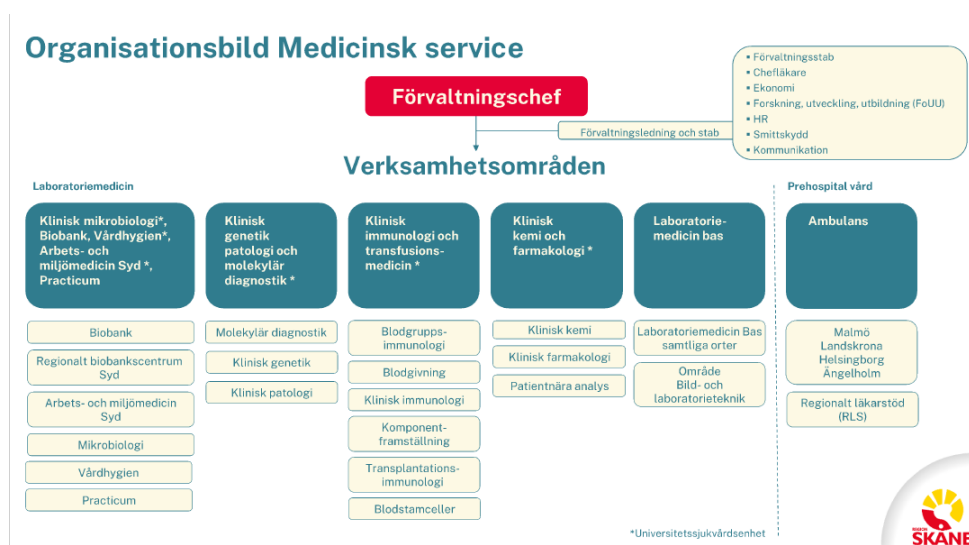 Organisationsbild Medicinsk service
Förvaltningschef
Förvaltningsledning och stab
▪ Förvaltningsstab
▪ Chefläkare
▪ Ekonomi
▪ Forskning, utveckling, utbildning (FoUU)
▪ HR
▪ Smittskydd
▪ Kommunikation
Verksamhetsområden
Laboratoriemedicin
Klinisk mikrobiologi*,
Biobank, Vårdhygien*,
Arbets- och
miljömedicin Syd *,
Practicum
Biobank
Regionalt biobankscentrum
Syd
Arbets- och miljömedicin
Syd
Mikrobiologi
Vårdhygien
Practicum
Klinisk
genetik
patologi och
molekylär
diagnostik *
Molekylär diagnostik
Klinisk genetik
Klinisk patologi
Klinisk
immunologi och
transfusions-
medicin *
Blodgrupps-
immunologi
Blodgivning
Klinisk immunologi
Komponent-
framställning
Transplantations-
immunologi
Blodstamceller
Klinisk
kemi och
farmakologi *
Klinisk kemi
Klinisk farmakologi
Patientnära analys
Laboratorie-
medicin bas
Laboratoriemedicin Bas
samtliga orter
Område
Bild- och
laboratorieteknik
Prehospital vård
Ambulans
Malmö
Landskrona
Helsingborg
Ängelholm
Regionalt läkarstöd
(RLS)
*Universitetssjukvårdsenhet
REGION
SKÅNE